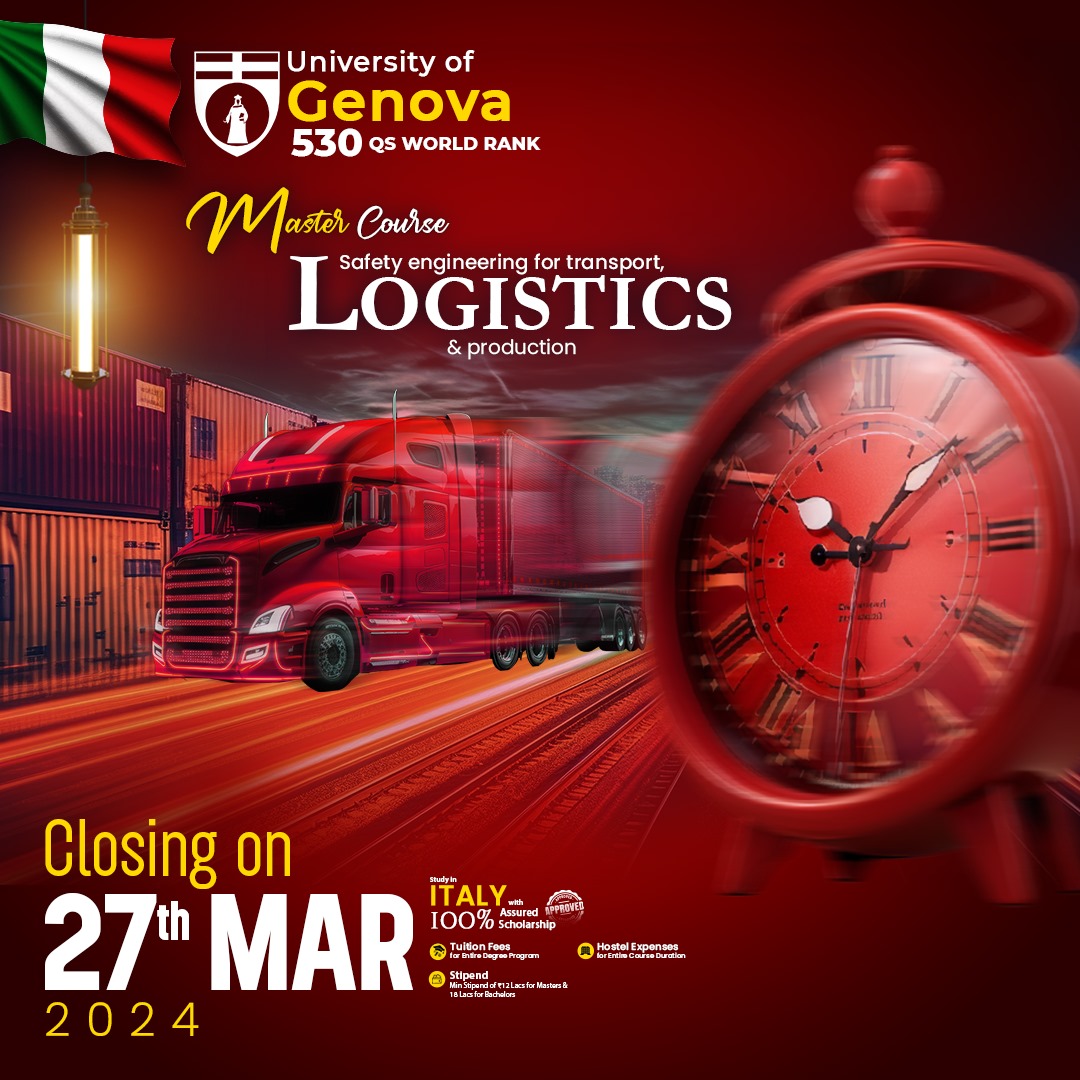 University of
Genova
530 QS WORLD RANK
Master Course
Safety engineering for transport,
LOGISTICS
& production
Closing on
27th MAR
2024
Study in
ITALY with
100% Assured
Scholarship
APPROVED
Tuition Fees
for Entire Degree Program
Hostel Expenses
for Entire Course Duration
Stipend
Min Stipend of ₹12 Lacs for Masters &
18 Lacs for Bachelors